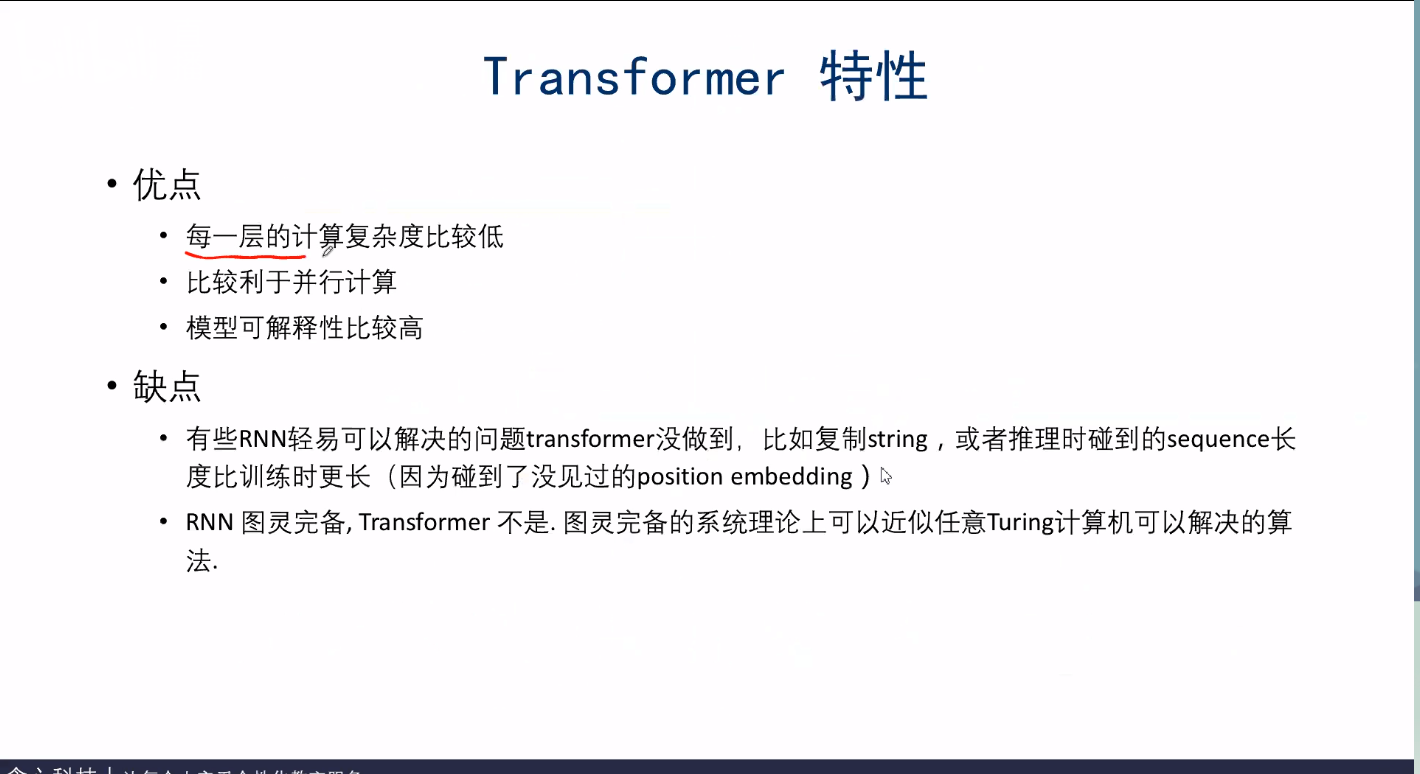 Transformer 特性
• 优点
• 每一层的计算复杂度比较低
• 比较利于并行计算
• 模型可解释性比较高
• 缺点
• 有些RNN轻易可以解决的问题transformer没做到，比如复制string，或者推理时碰到的sequence长
度比训练时更长（因为碰到了没见过的position embedding）
• RNN 图灵完备, Transformer 不是. 图灵完备的系统理论上可以近似任意Turing计算机可以解决的算
法.